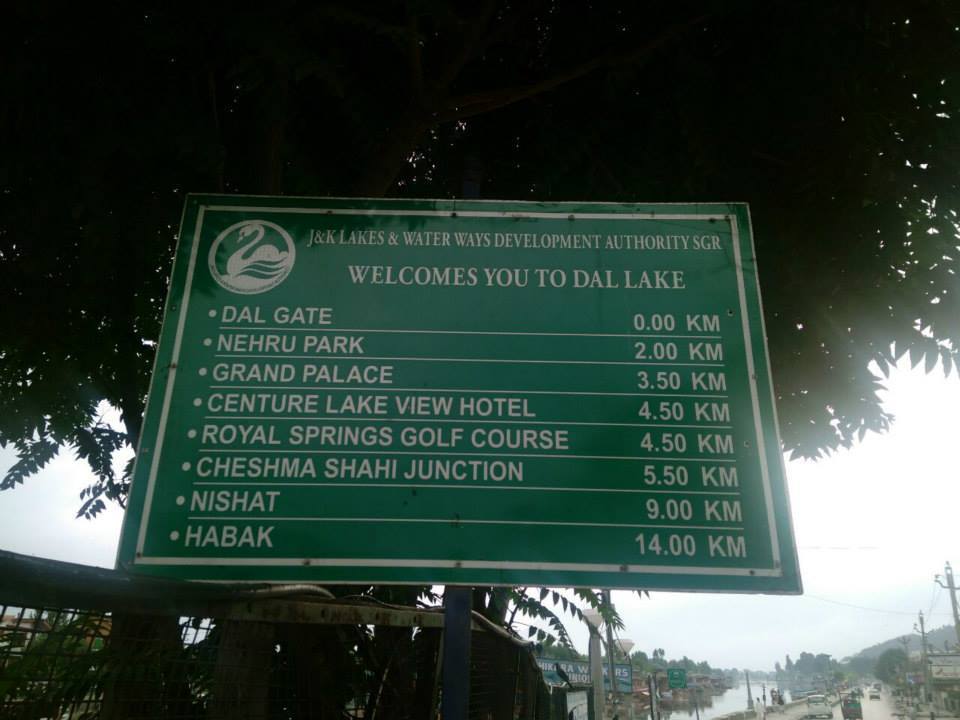 J&K LAKES & WATER WAYS DEVELOPMENT AUTHORITY SGR
WELCOMES YOU TO DAL LAKE
• DAL GATE 0.00 KM
• NEHRU PARK 2.00 KM
• GRAND PALACE 3.50 KM
• CENTURE LAKE VIEW HOTEL 4.50 KM
• ROYAL SPRINGS GOLF COURSE 4.50 KM
• CHESHMA SHAHI JUNCTION 5.50 KM
• NISHAT 9.00 KM
• HABAK 14.00 KM